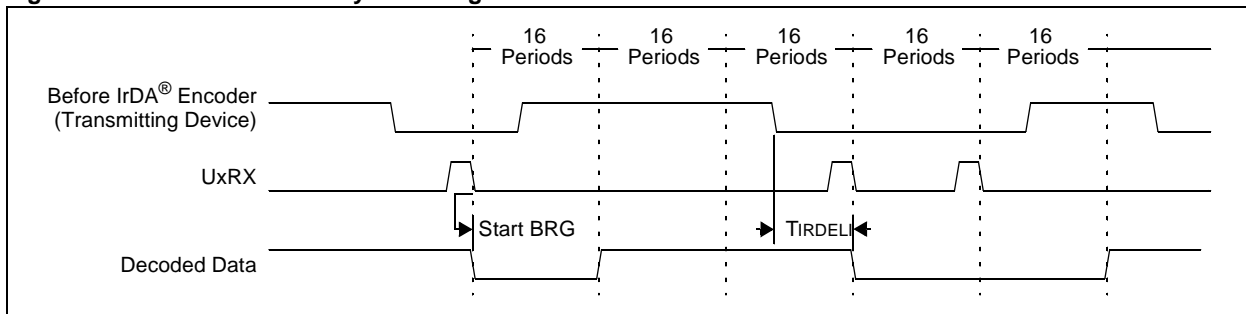 16 Periods
16 Periods
16 Periods
16 Periods
16 Periods
Before IrDA® Encoder
(Transmitting Device)
UxRX
Start BRG
TIRDELI
Decoded Data